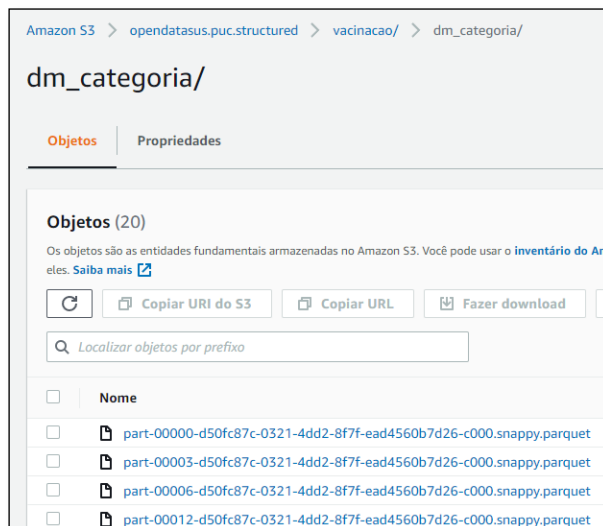 Amazon S3 > opendatasus.puc.structured > vacinacao/ > dm_categoria/
dm_categoria/
Objetos Propriedades
Objetos (20)
Os objetos são as entidades fundamentais armazenadas no Amazon S3. Você pode usar o inventário do
eles. Saiba mais
Copiar URI do S3 Copiar URL Fazer download
Localizar objetos por prefixo
Nome
part-00000-d50fc87c-0321-4dd2-8f7f-ead4560b7d26-c000.snappy.parquet
part-00003-d50fc87c-0321-4dd2-8f7f-ead4560b7d26-c000.snappy.parquet
part-00006-d50fc87c-0321-4dd2-8f7f-ead4560b7d26-c000.snappy.parquet
part-00012-d50fc87c-0321-4dd2-8f7f-ead4560b7d26-c000.snappy.parquet